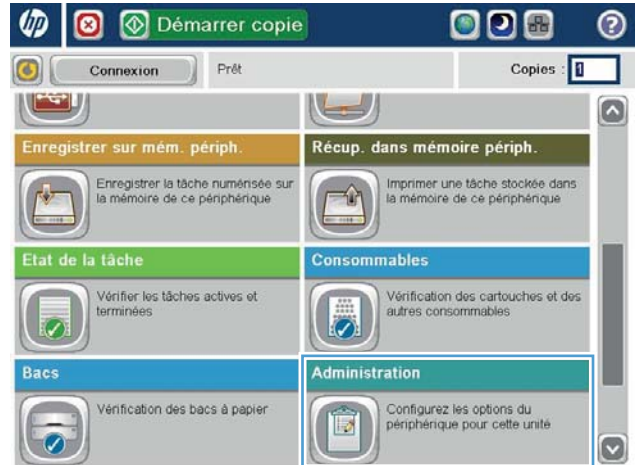 hp
Démarrer copie
?
Connexion
Prêt
Copies : 1
Enregistrer sur mém. périph.
Récup. dans mémoire périph.
Enregistrer la tâche numérisée sur
la mémoire de ce périphérique
Imprimer une tâche stockée dans
la mémoire de ce périphérique
Etat de la tâche
Consommables
Vérifier les tâches actives et
terminées
Vérification des cartouches et des
autres consommables
Bacs
Administration
Vérification des bacs à papier
Configurez les options du
périphérique pour cette unité